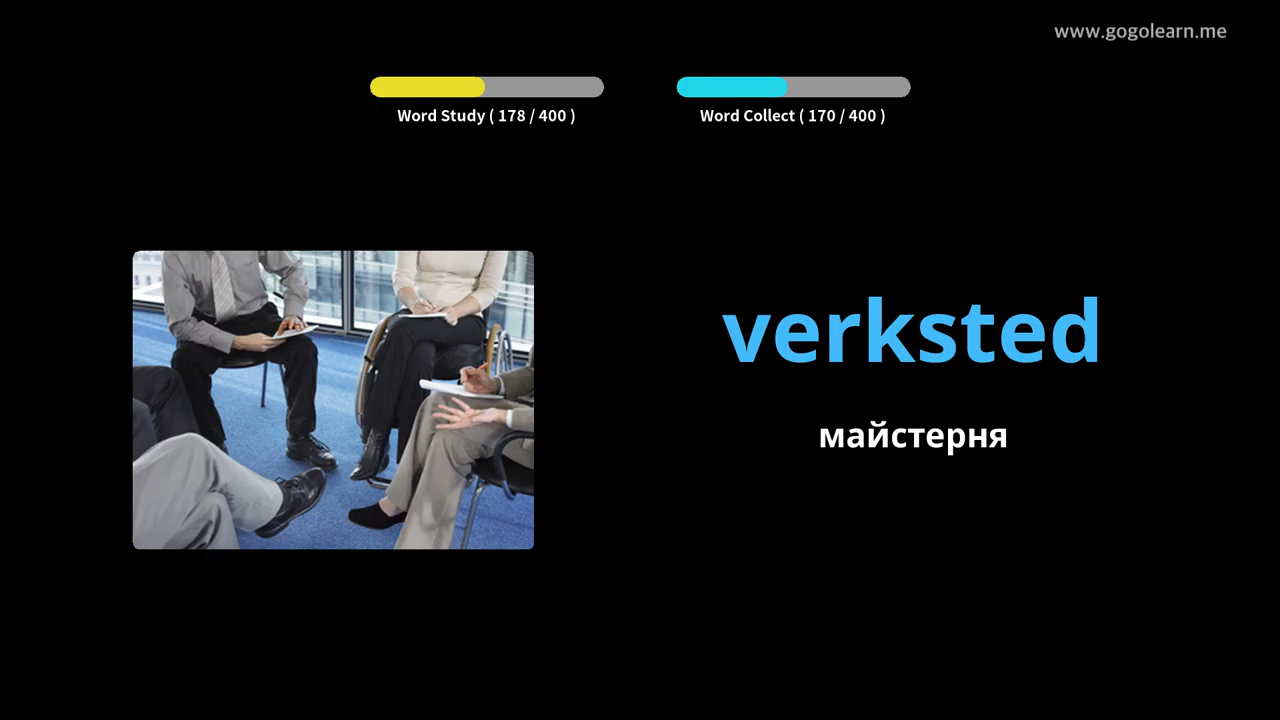 www.gogolearn.me
Word Study ( 178 / 400 )
Word Collect ( 170 / 400 )
verksted
майстерня